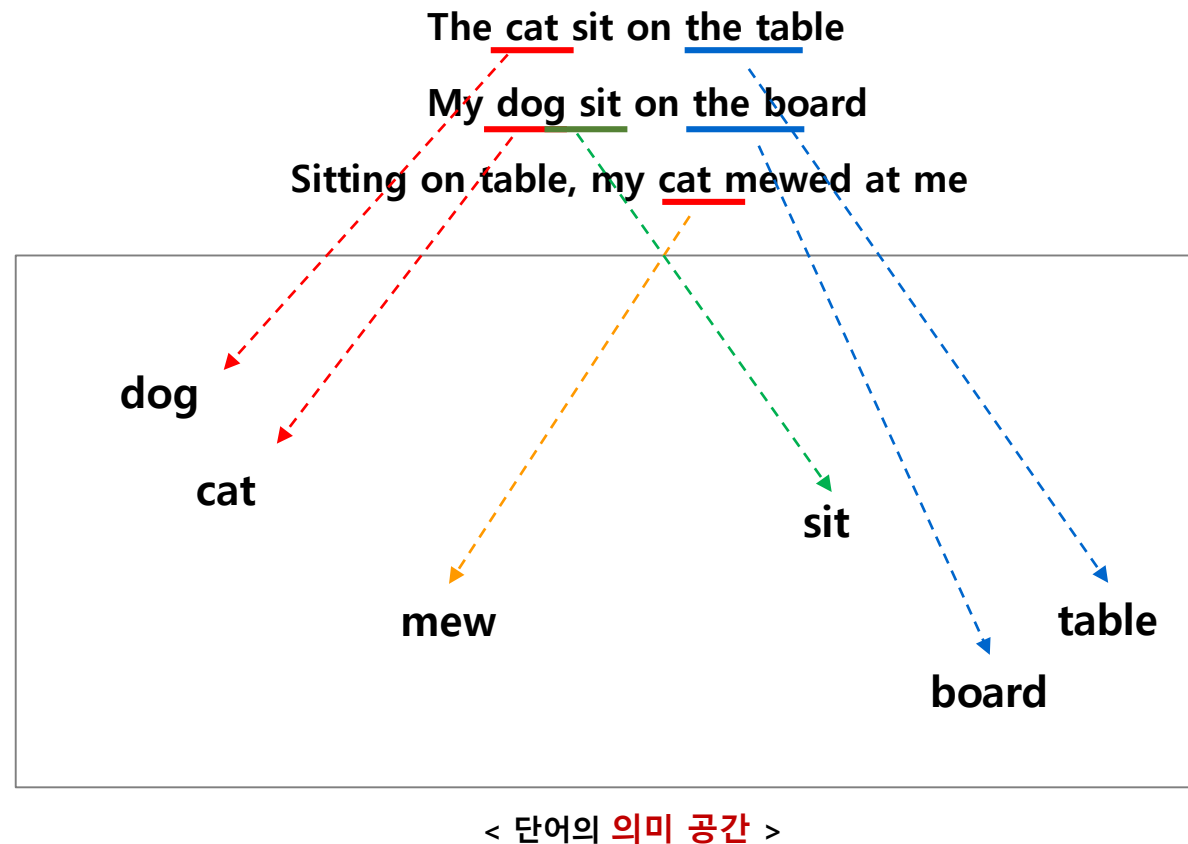 The cat sit on the table
My dog sit on the board
Sitting on table, my cat mewed at me
dog
cat
sit
mew
table
board
< 단어의 의미 공간 >